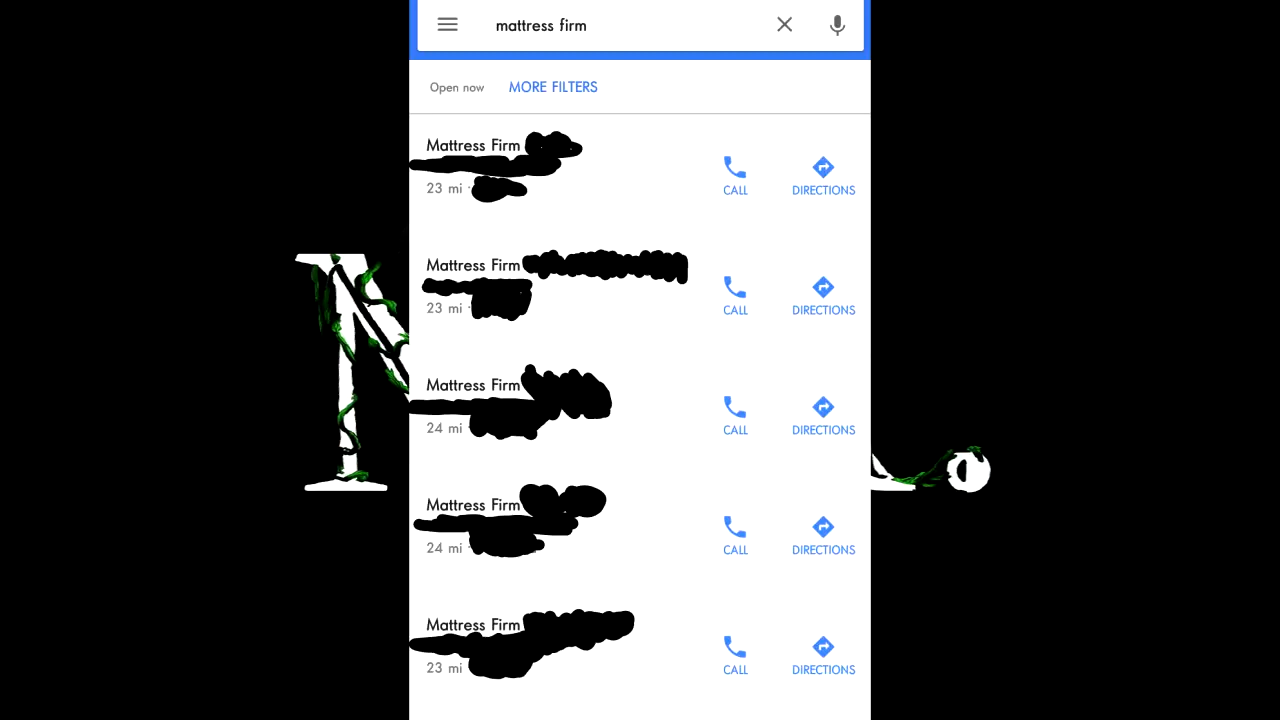 mattress firm
Open now MORE FILTERS
Mattress Firm
23 mi
CALL DIRECTIONS
Mattress Firm
23 mi
CALL DIRECTIONS
Mattress Firm
24 mi
CALL DIRECTIONS
Mattress Firm
24 mi
CALL DIRECTIONS
Mattress Firm
23 mi
CALL DIRECTIONS